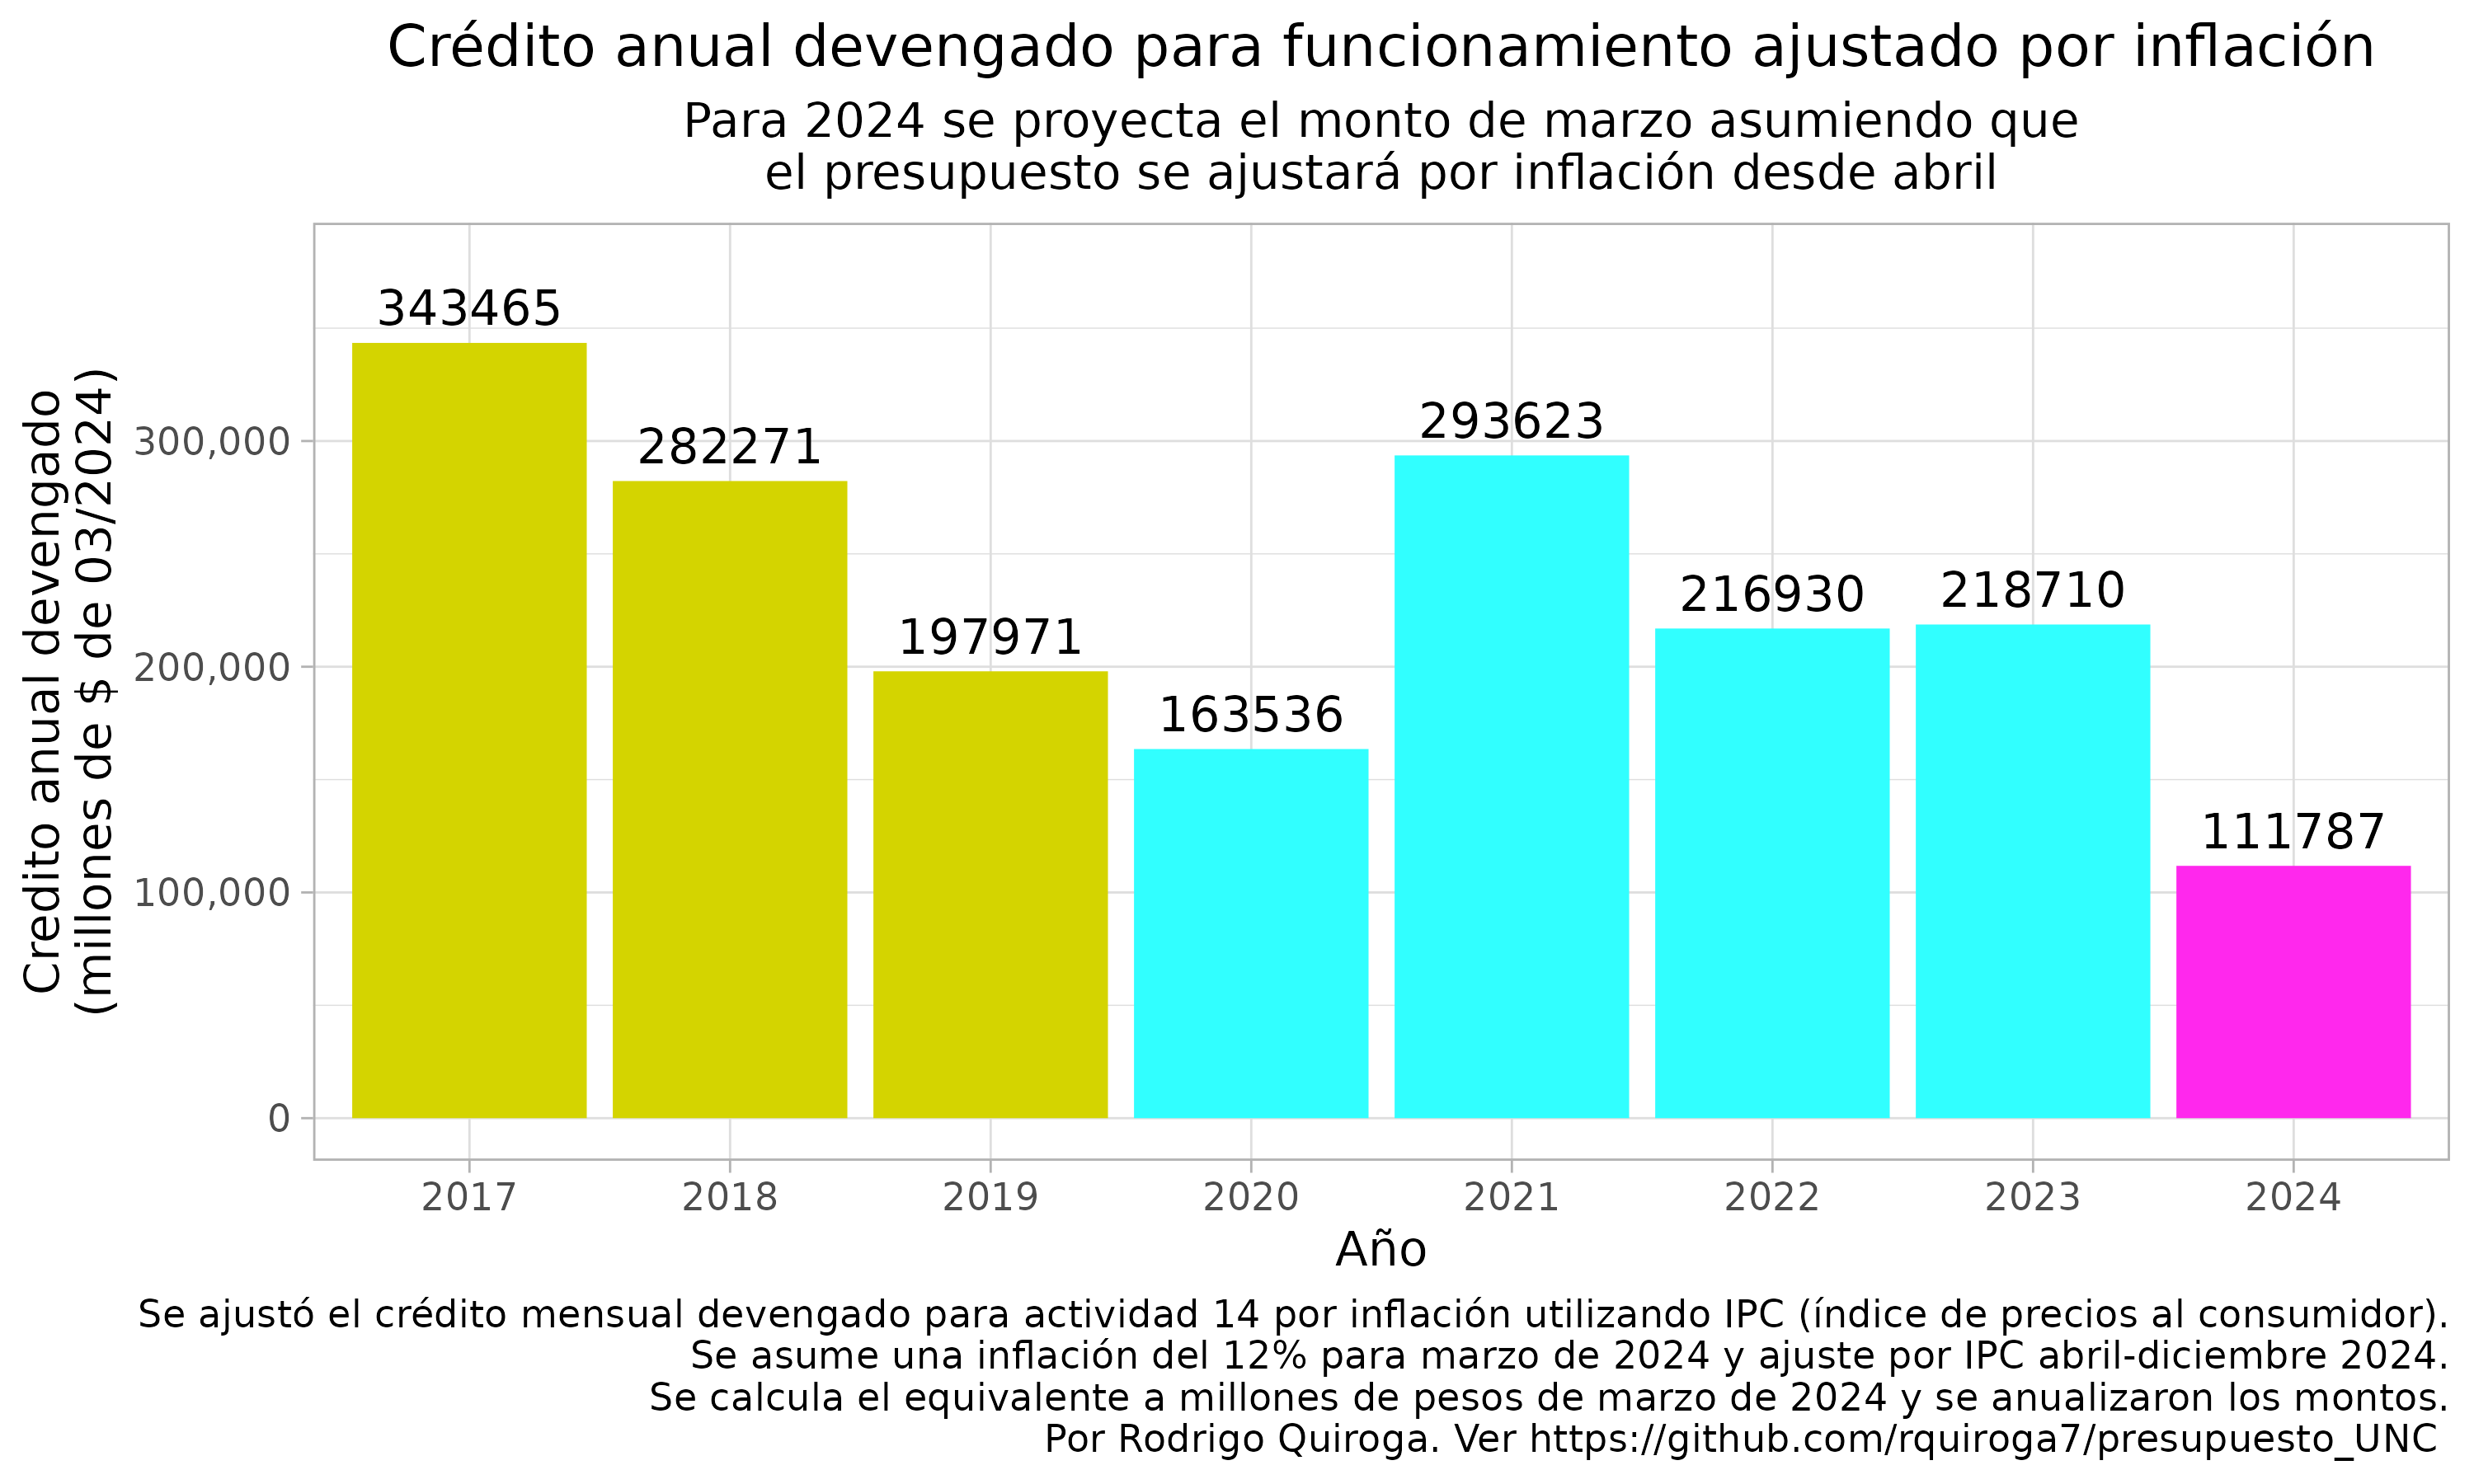 Crédito anual devengado para funcionamiento ajustado por inflación
Para 2024 se proyecta el monto de marzo asumiendo que
el presupuesto se ajustará por inflación desde abril
Credito anual devengado
(millones de $ de 03/2024)
300,000
200,000
100,000
0
343465
282271
197971
163536
293623
216930
218710
111787
2017
2018
2019
2020
2021
2022
2023
2024
Año
Se ajustó el crédito mensual devengado para actividad 14 por inflación utilizando IPC (índice de precios al consumidor).
Se asume una inflación del 12% para marzo de 2024 y ajuste por IPC abril-diciembre 2024.
Se calcula el equivalente a millones de pesos de marzo de 2024 y se anualizaron los montos.
Por Rodrigo Quiroga. Ver https://github.com/rquiroga7/presupuesto_UNC